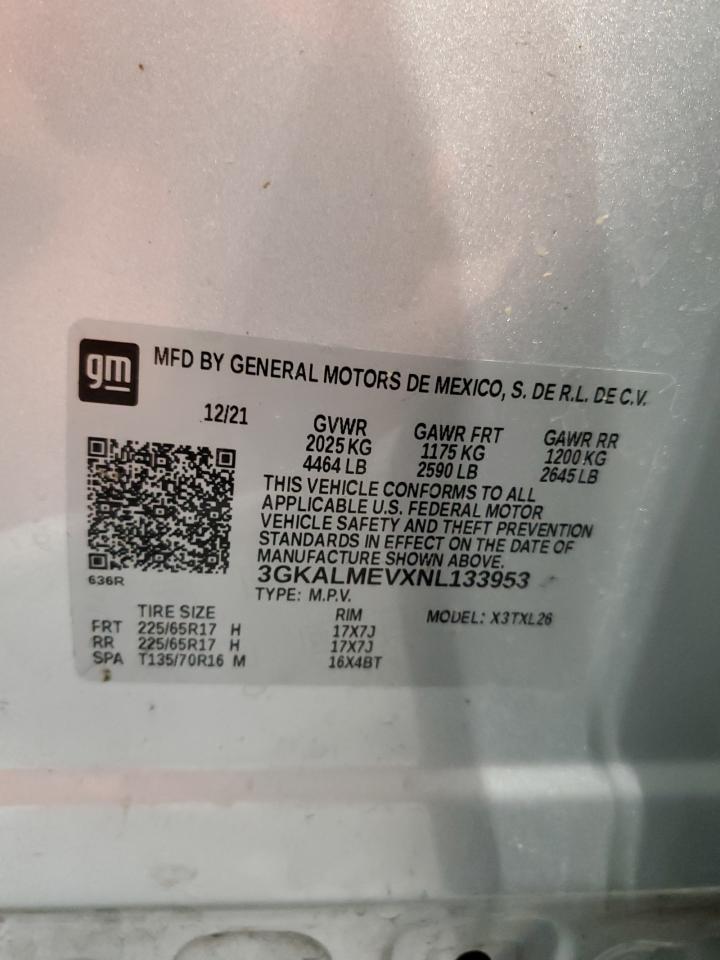 gm
MFD BY GENERAL MOTORS DE MEXICO, S. DE R.L. DE C.V.
12/21 GVWR GAWR FRT GAWR RR
2025 KG 1175 KG 1200 KG
4464 LB 2590 LB 2645 LB
THIS VEHICLE CONFORMS TO ALL
APPLICABLE U.S. FEDERAL MOTOR
VEHICLE SAFETY AND THEFT PREVENTION
STANDARDS IN EFFECT ON THE DATE OF
MANUFACTURE SHOWN ABOVE.
636R
3GKALMEVXNL133953
TYPE: M.P.V.
TIRE SIZE RIM MODEL: X3TXL26
FRT 225/65R17 H 17X7J
RR 225/65R17 H 17X7J
SPA T135/70R16 M 16X4BT